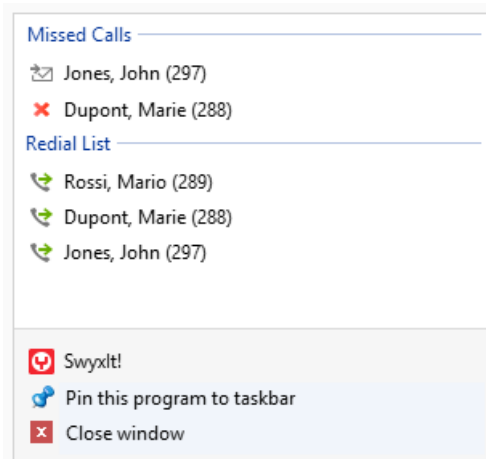 Missed Calls
Jones, John (297)
Dupont, Marie (288)
Redial List
Rossi, Mario (289)
Dupont, Marie (288)
Jones, John (297)
SwyxIt!
Pin this program to taskbar
Close window